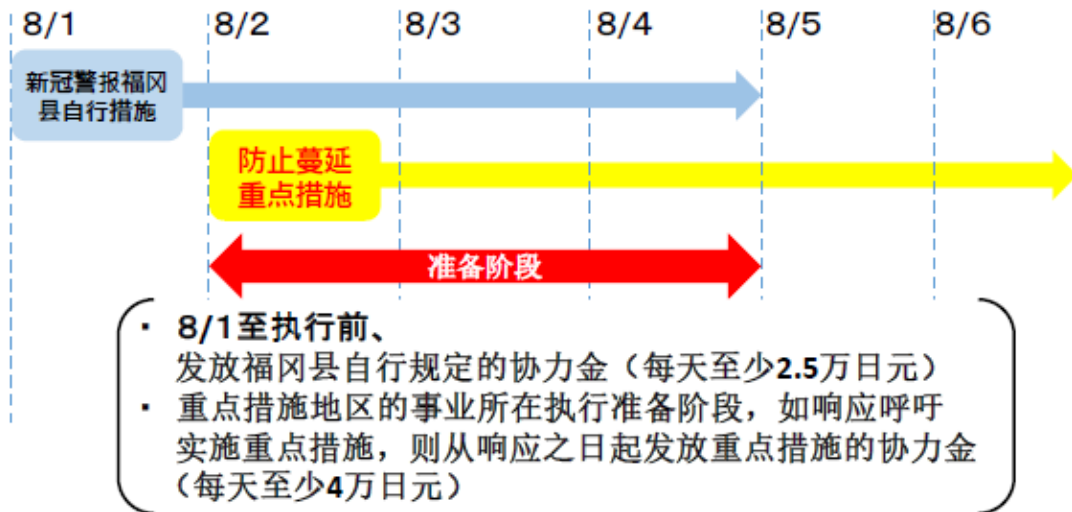 8/1 8/2 8/3 8/4 8/5 8/6
新冠警报福冈
县自行措施
防止蔓延
重点措施
准备阶段
· 8/1至执行前、
发放福冈县自行规定的协力金（每天至少2.5万日元）
· 重点措施地区的事业所在执行准备阶段，如响应呼吁
实施重点措施，则从响应之日起发放重点措施的协力金
（每天至少4万日元）